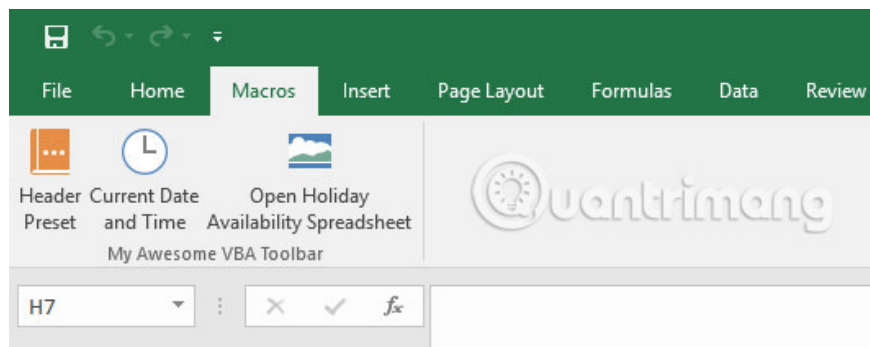 File Home Macros Insert Page Layout Formulas Data Review
Header Current Date Open Holiday
Preset and Time Availability Spreadsheet
My Awesome VBA Toolbar
Quantrimang
H7 fx